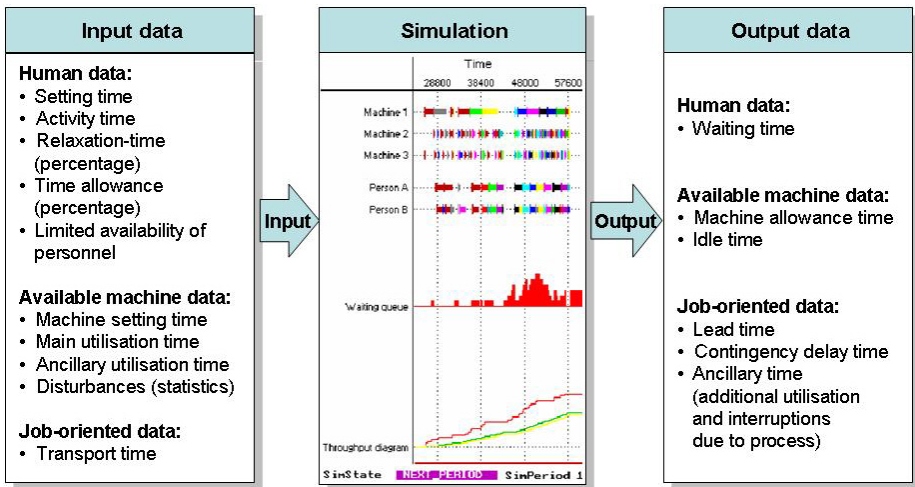 Input data
Human data:
• Setting time
• Activity time
• Relaxation-time
(percentage)
• Time allowance
(percentage)
• Limited availability of
personnel
Available machine data:
• Machine setting time
• Main utilisation time
• Ancillary utilisation time
• Disturbances (statistics)
Job-oriented data:
• Transport time
Input
Simulation
Time
28800 38400 48000 57600
Machine 1
Machine 2
Machine 3
Person A
Person B
Waiting queue
Throughput diagram
SimState NEXT_PERIOD SimPeriod 1
Output
Output data
Human data:
• Waiting time
Available machine data:
• Machine allowance time
• Idle time
Job-oriented data:
• Lead time
• Contingency delay time
• Ancillary time
(additional utilisation
and interruptions
due to process)